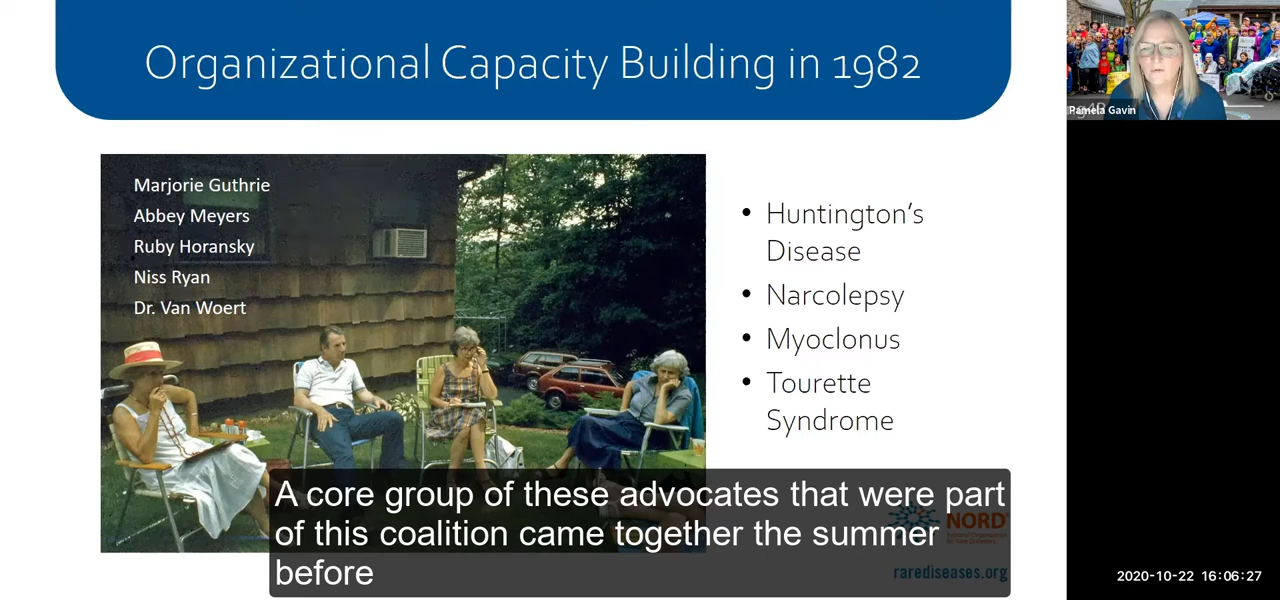 Organizational Capacity Building in 1982
Marjorie Guthrie
Abbey Meyers
Ruby Horansky
Niss Ryan
Dr. Van Woert
• Huntington’s
Disease
• Narcolepsy
• Myoclonus
• Tourette
Syndrome
A core group of these advocates that were part
of this coalition came together the summer
before
NORD
rarediseases.org
Pamela Gavin
2020-10-22 16:06:27